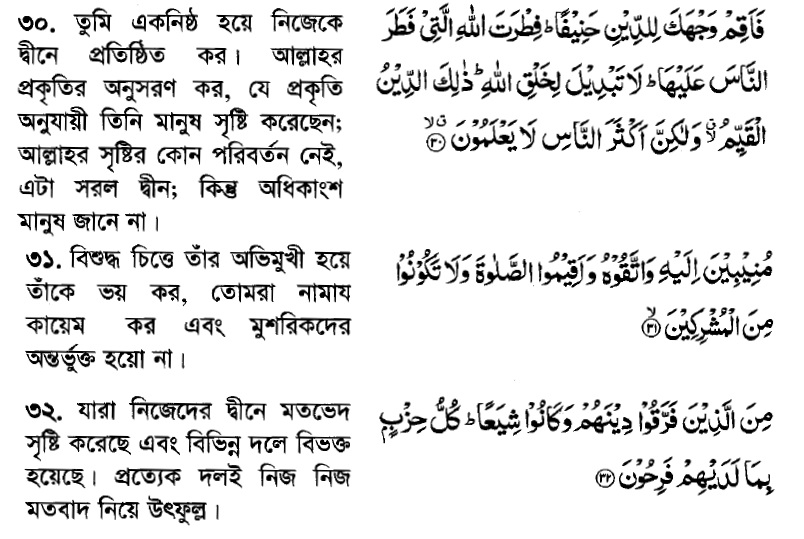 ৩০. তুমি একনিষ্ঠ হয়ে নিজেকে
দ্বীনে প্রতিষ্ঠিত কর। আল্লাহর
প্রকৃতির অনুসরণ কর, যে প্রকৃতি
অনুযায়ী তিনি মানুষ সৃষ্টি করেছেন;
আল্লাহর সৃষ্টির কোন পরিবর্তন নেই,
এটা সরল দ্বীন; কিন্তু অধিকাংশ
মানুষ জানে না।
فَاَقِمْ وَجْهَكَ لِلدِّيْنِ حَنِيْفًا ؕ فِطْرَتَ اللّٰهِ الَّتِيْ فَطَرَ
النَّاسَ عَلَيْهَا ؕ لَا تَبْدِيْلَ لِخَلْقِ اللّٰهِ ؕ ذٰلِكَ الدِّيْنُ
الْقَيِّمُ ۙ وَلٰكِنَّ اَكْثَرَ النَّاسِ لَا يَعْلَمُوْنَ ۙ ﴿۳۰﴾
৩১. বিশুদ্ধ চিত্তে তাঁর অভিমুখী হয়ে
তাঁকে ভয় কর, তোমরা নামায
কায়েম কর এবং মুশরিকদের
অন্তর্ভুক্ত হয়ো না।
مُنِيْبِيْنَ اِلَيْهِ وَاتَّقُوْهُ وَاَقِيْمُوا الصَّلٰوةَ وَلَا تَكُوْنُوْا
مِنَ الْمُشْرِكِيْنَ ۙ ﴿۳۱﴾
৩২. যারা নিজেদের দ্বীনে মতভেদ
সৃষ্টি করেছে এবং বিভিন্ন দলে বিভক্ত
হয়েছে। প্রত্যেক দলই নিজ নিজ
মতবাদ নিয়ে উৎফুল্ল।
مِنَ الَّذِيْنَ فَرَّقُوْا دِيْنَهُمْ وَكَانُوْا شِيَعًا ؕ كُلُّ حِزْبٍۭ
بِمَا لَدَيْهِمْ فَرِحُوْنَ ﴿۳۲﴾